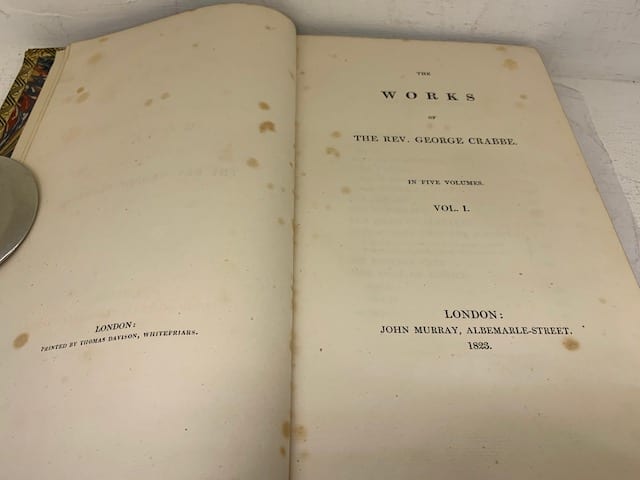 LONDON:
PRINTED BY THOMAS DAVISON, WHITEFRIARS.
THE
WORKS
OF
THE REV. GEORGE CRABBE.
IN FIVE VOLUMES.
VOL. I.
LONDON:
JOHN MURRAY, ALBEMARLE-STREET.
1823.